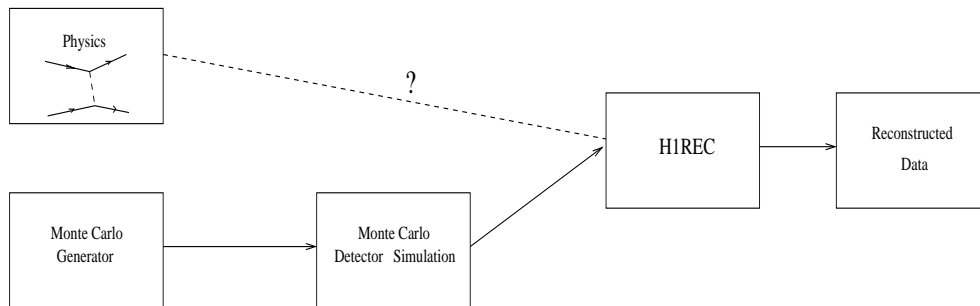 Physics
?
H1REC
Reconstructed
Data
Monte Carlo
Generator
Monte Carlo
Detector Simulation